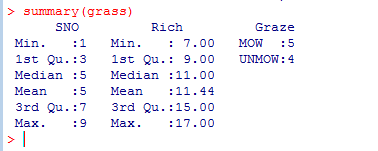 > summary(grass)
SNO Rich Graze
Min. :1 Min. : 7.00 MOW :5
1st Qu.:3 1st Qu.: 9.00 UNMOW:4
Median :5 Median :11.00
Mean :5 Mean :11.44
3rd Qu.:7 3rd Qu.:15.00
Max. :9 Max. :17.00
>